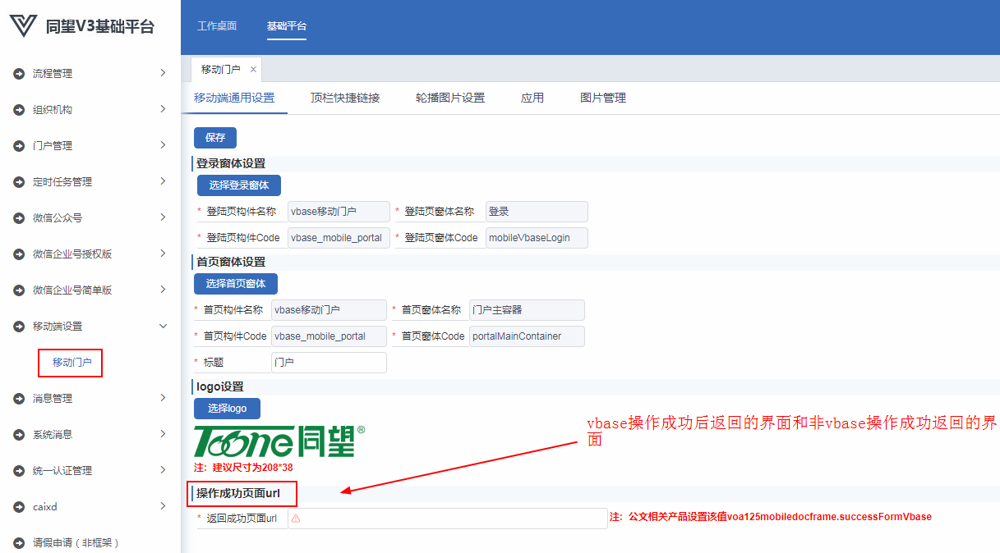 同望V3基础平台
工作桌面 基础平台
流程管理
组织机构
门户管理
定时任务管理
微信公众号
微信企业号授权版
微信企业号简单版
移动端设置
移动门户
消息管理
系统消息
统一认证管理
caixd
请假申请（非框架）
移动门户 ×
移动端通用设置 顶栏快捷链接 轮播图片设置 应用 图片管理
保存
登录窗体设置
选择登录窗体
* 登陆页构件名称 vbase移动门户 * 登陆页窗体名称 登录
* 登陆页构件Code vbase_mobile_portal * 登陆页窗体Code mobileVbaseLogin
首页窗体设置
选择首页窗体
* 首页构件名称 vbase移动门户 * 首页窗体名称 门户主容器
* 首页构件Code vbase_mobile_portal * 首页窗体Code portalMainContainer
* 标题 门户
logo设置
选择logo
Toone同望®
注：建议尺寸为208*38
vbase操作成功后返回的界面和非vbase操作成功返回的界
面
操作成功页面url
* 返回成功页面url 注：公文相关产品设置该值voa125mobiledocframe.successFormVbase